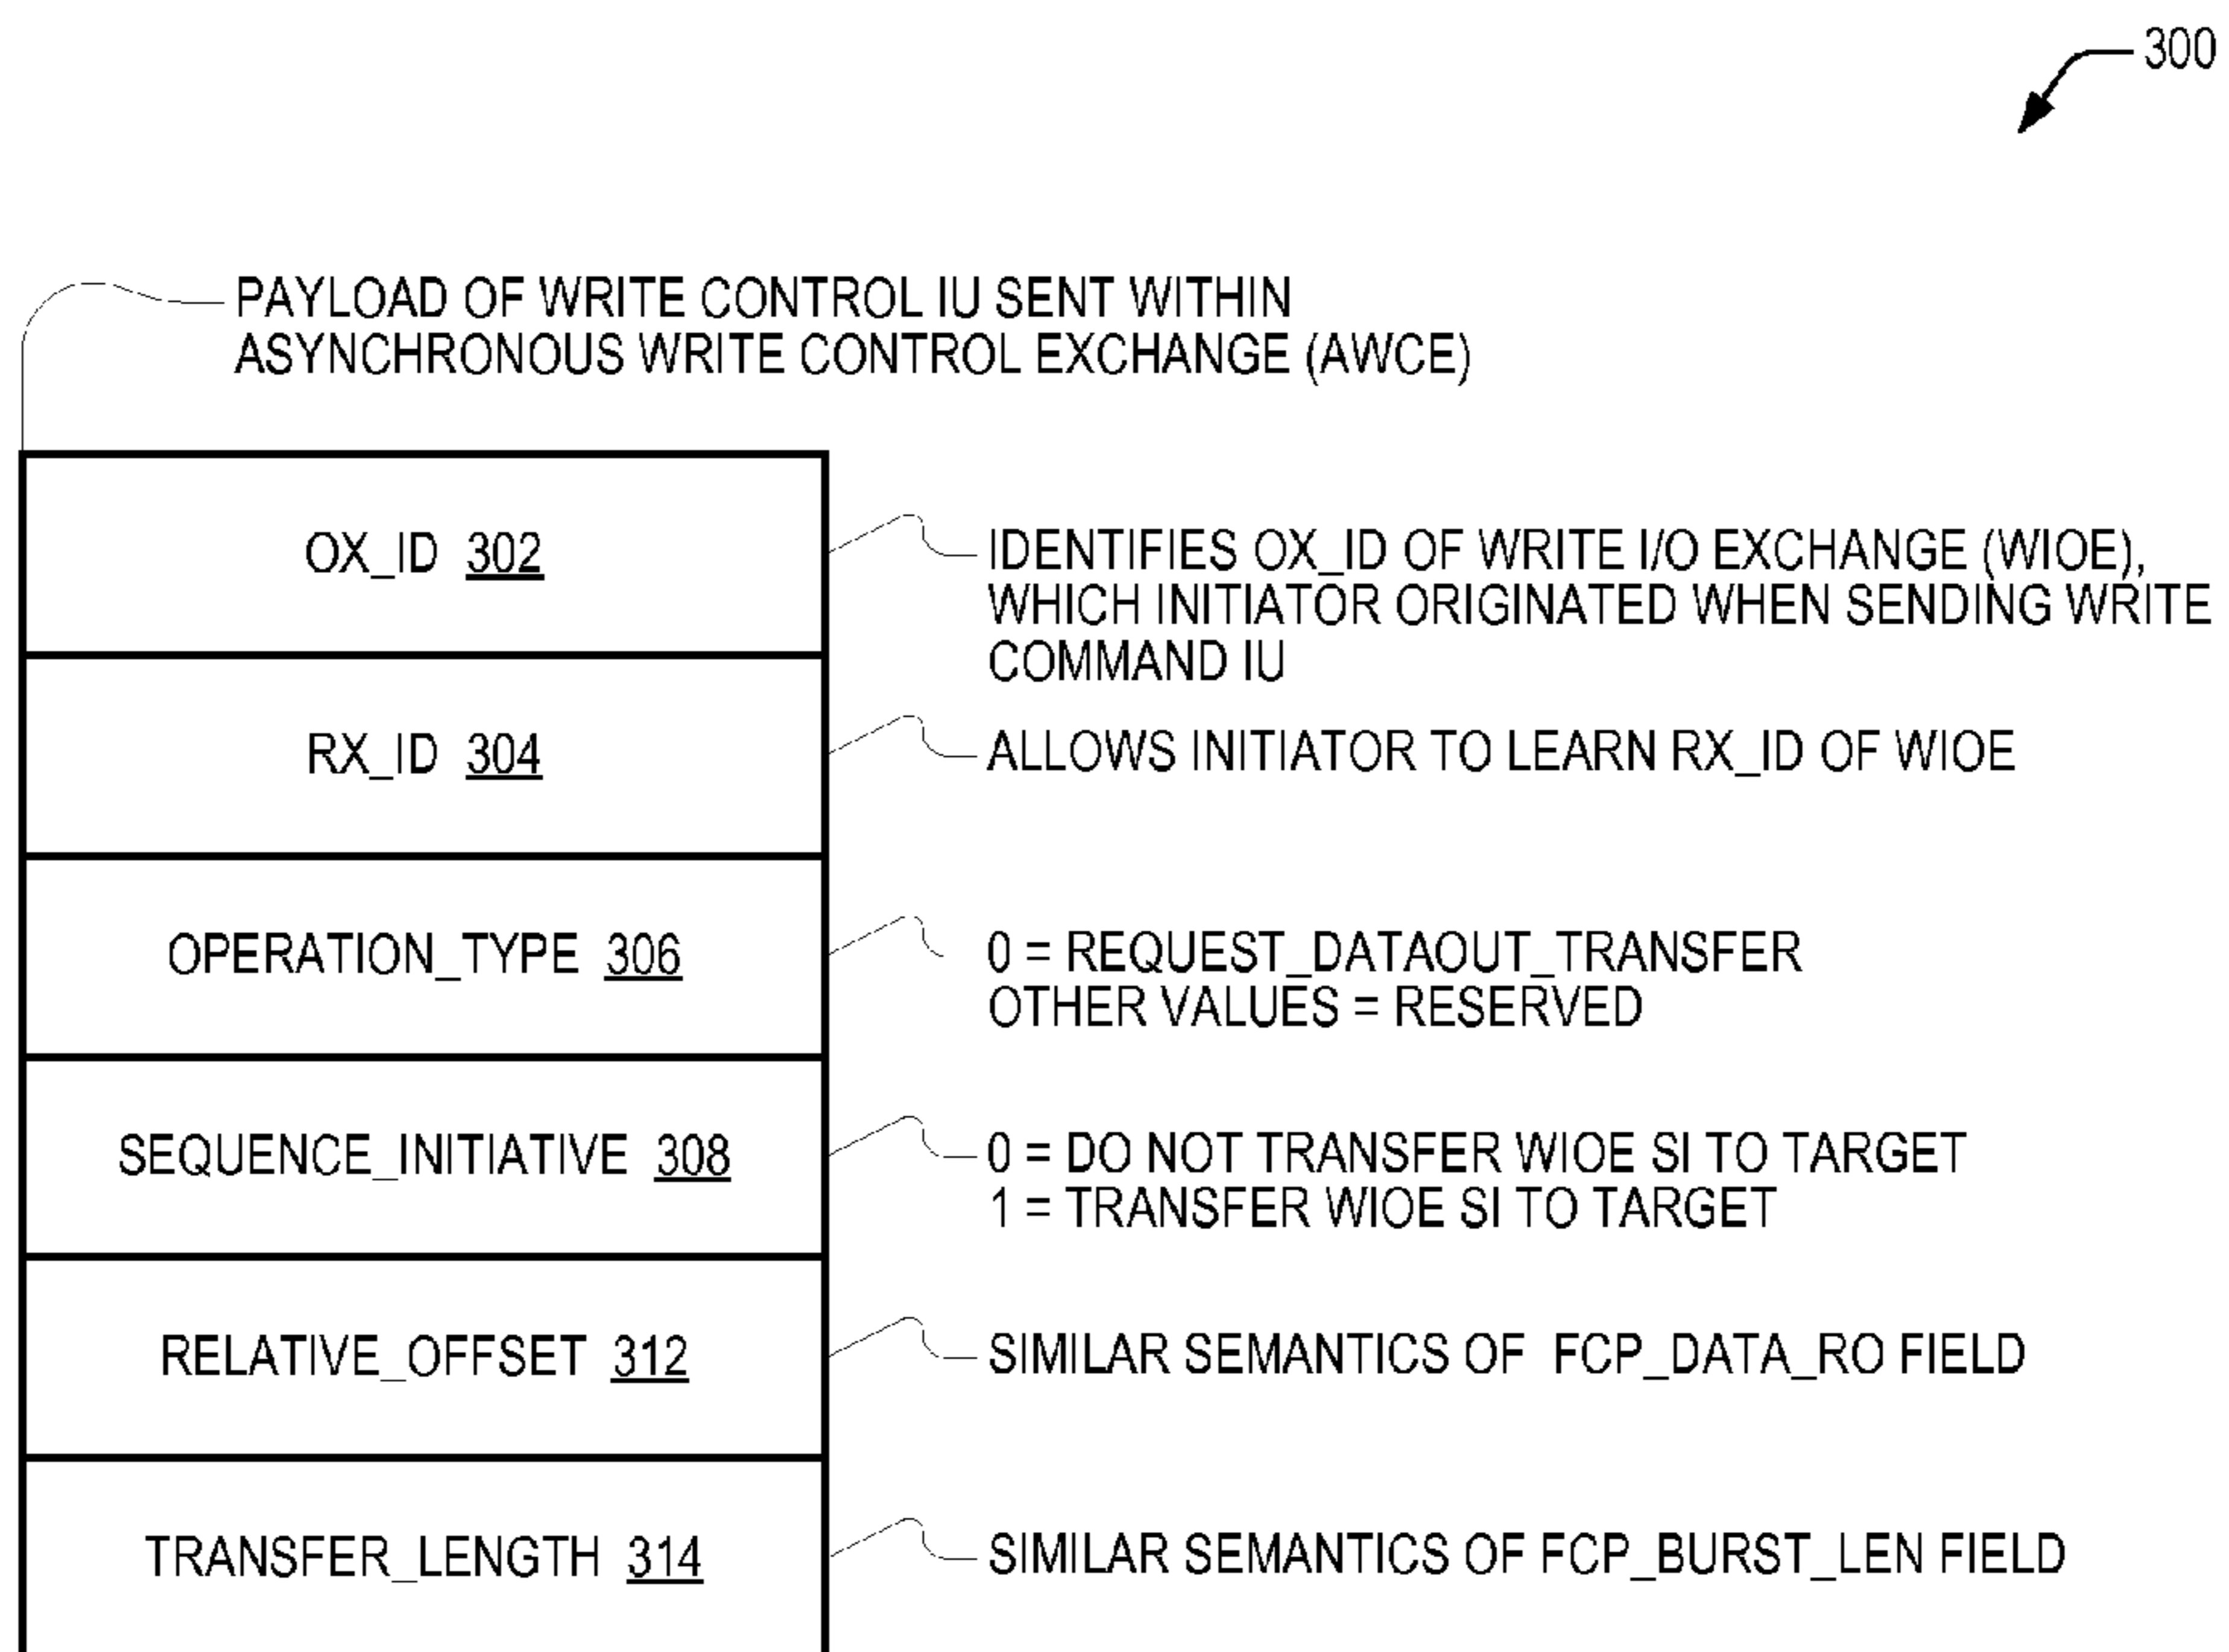 300
PAYLOAD OF WRITE CONTROL IU SENT WITHIN
ASYNCHRONOUS WRITE CONTROL EXCHANGE (AWCE)
OX_ID 302
IDENTIFIES OX_ID OF WRITE I/O EXCHANGE (WIOE),
WHICH INITIATOR ORIGINATED WHEN SENDING WRITE
COMMAND IU
RX_ID 304
ALLOWS INITIATOR TO LEARN RX_ID OF WIOE
OPERATION_TYPE 306
0 = REQUEST_DATAOUT_TRANSFER
OTHER VALUES = RESERVED
SEQUENCE_INITIATIVE 308
0 = DO NOT TRANSFER WIOE SI TO TARGET
1 = TRANSFER WIOE SI TO TARGET
RELATIVE_OFFSET 312
SIMILAR SEMANTICS OF FCP_DATA_RO FIELD
TRANSFER_LENGTH 314
SIMILAR SEMANTICS OF FCP_BURST_LEN FIELD